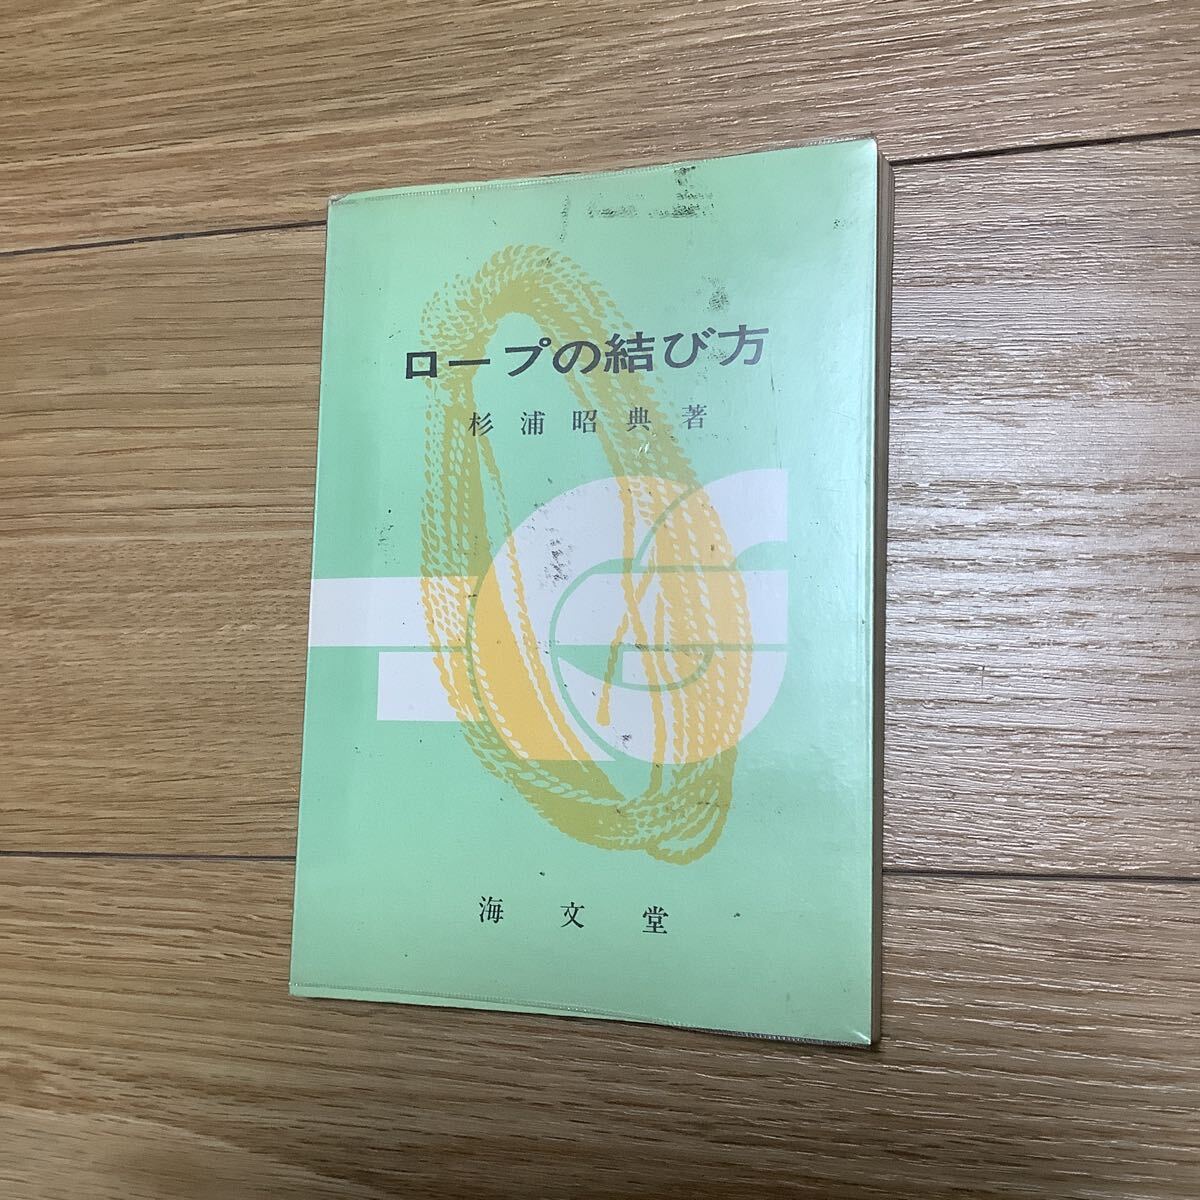 ロープの結び方
杉浦昭典著
海文堂